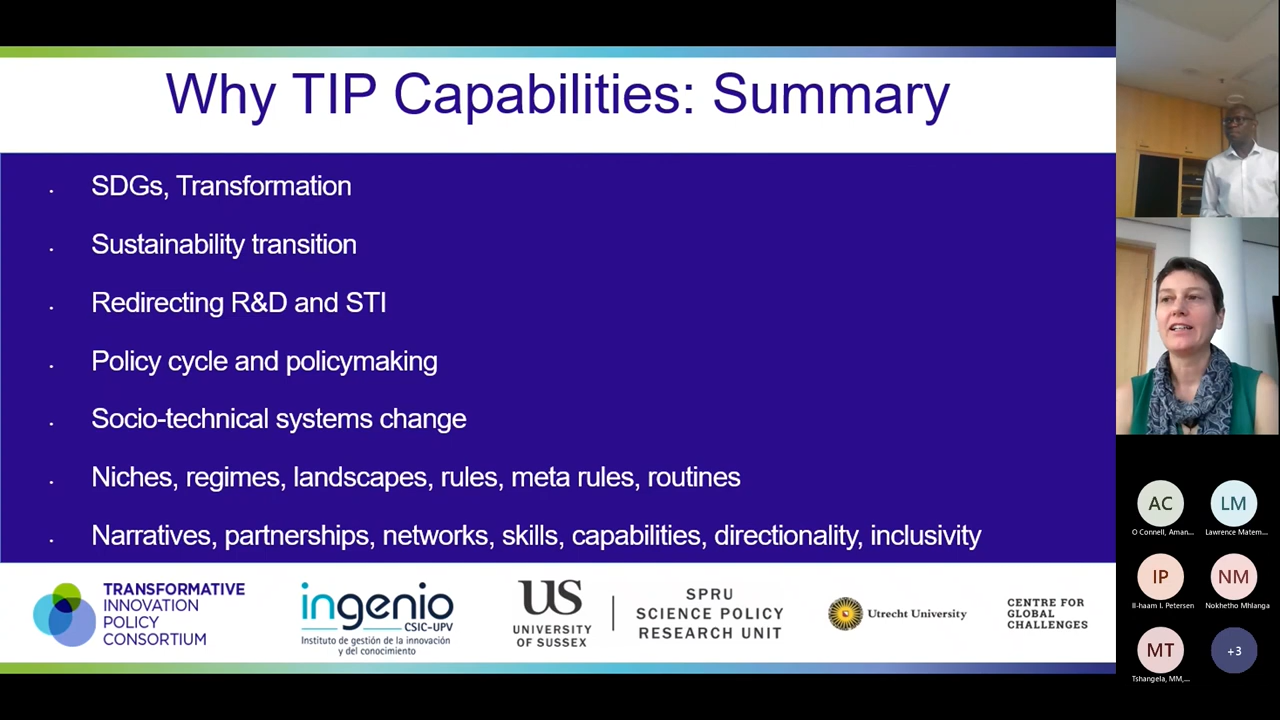 Why TIP Capabilities: Summary
· SDGs, Transformation
· Sustainability transition
· Redirecting R&D and STI
· Policy cycle and policymaking
· Socio-technical systems change
· Niches, regimes, landscapes, rules, meta rules, routines
· Narratives, partnerships, networks, skills, capabilities, directionality, inclusivity
TRANSFORMATIVE
INNOVATION
POLICY
CONSORTIUM
ingenio
CSIC-UPV
Instituto de gestión de la innovación
y del conocimiento
US
UNIVERSITY
OF SUSSEX
SPRU
SCIENCE POLICY
RESEARCH UNIT
Utrecht University
CENTRE FOR
GLOBAL
CHALLENGES
AC
O Connell, Aman...
LM
Lawrence Matem...
IP
Il-haam I. Petersen
NM
Nokhetho Mhlanga
MT
Tshangela, MM,...
+3